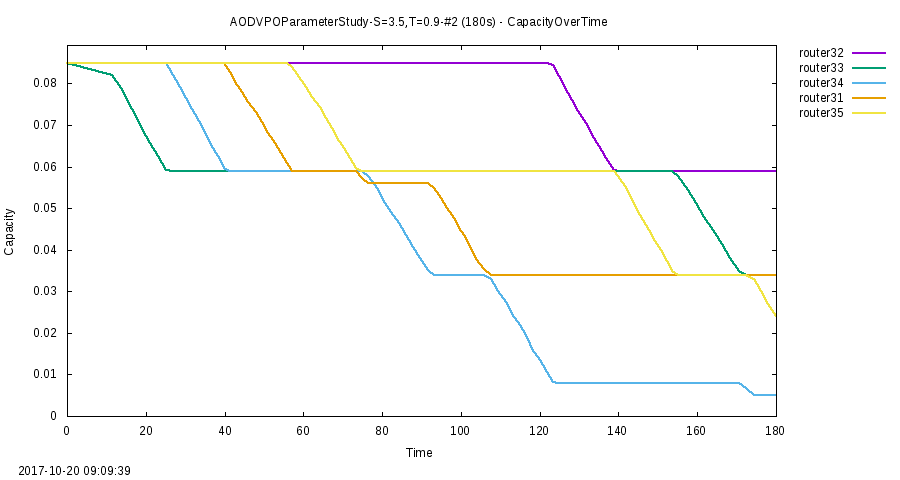 AODVPOParameterStudy-S=3.5,T=0.9-#2 (180s) - CapacityOverTime
router32
router33
router34
router31
router35
0.08
0.07
0.06
0.05
0.04
0.03
0.02
0.01
0
Capacity
0 20 40 60 80 100 120 140 160 180
Time
2017-10-20 09:09:39